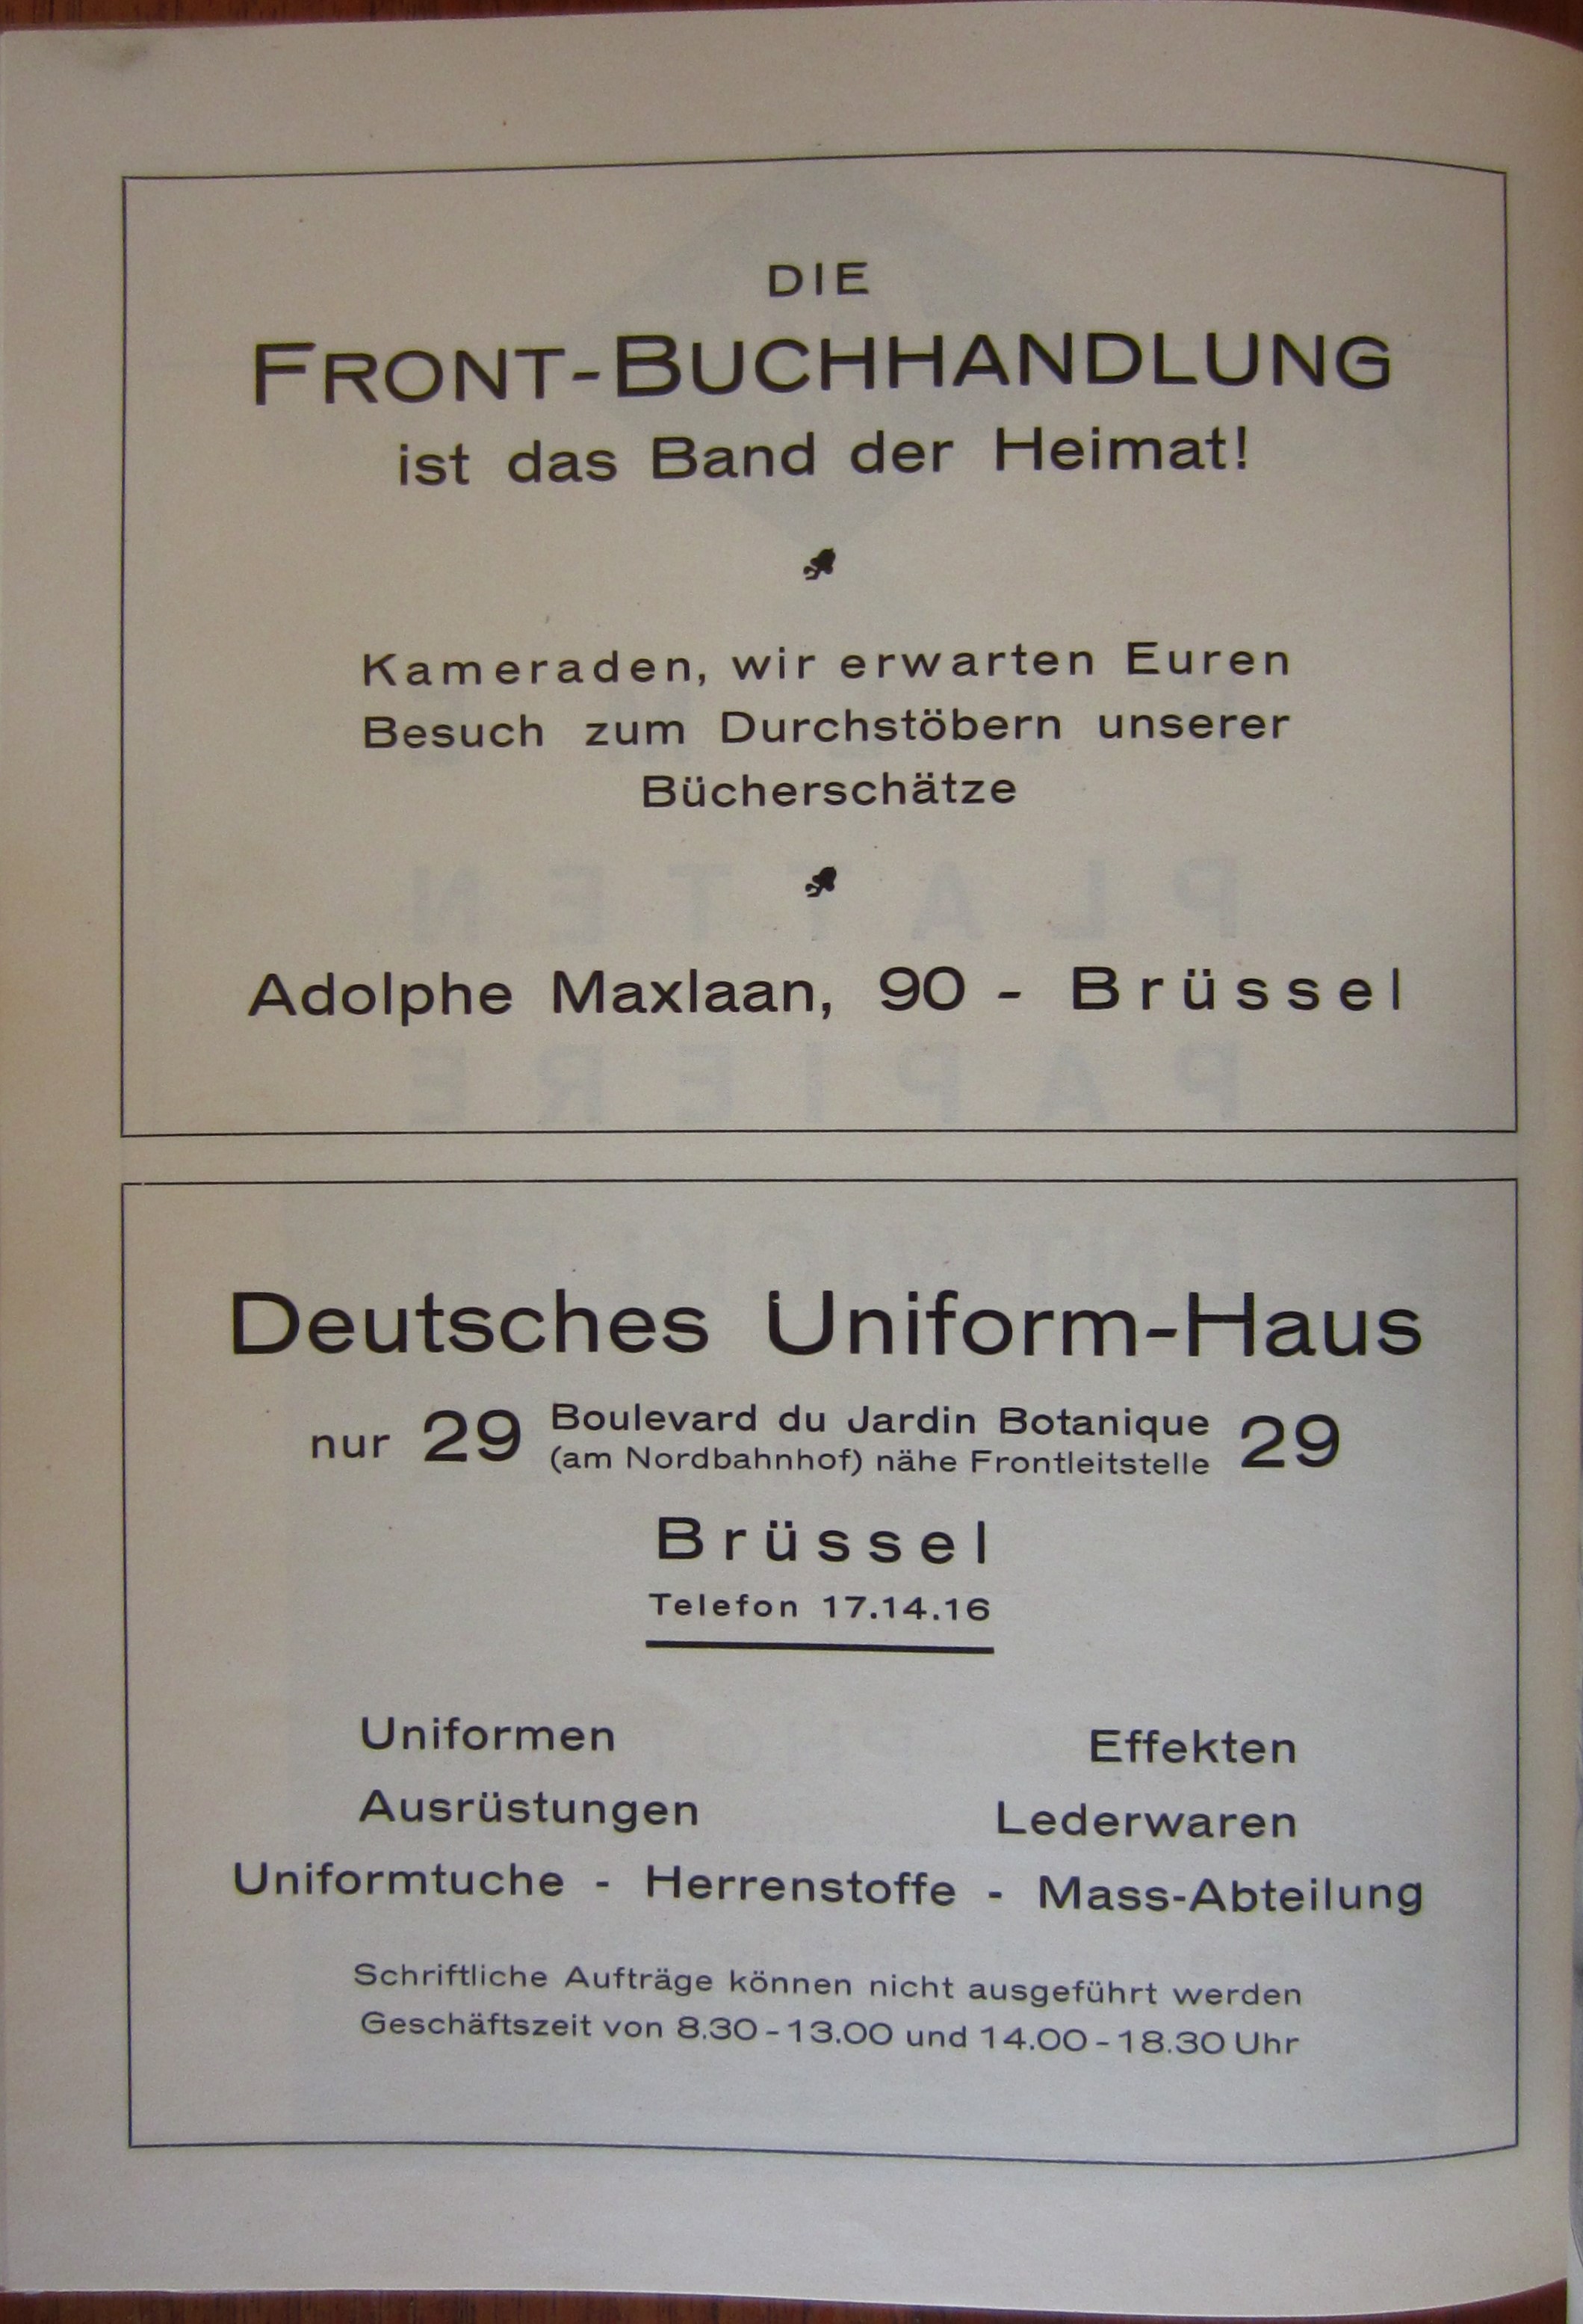 DIE
FRONT-BUCHHANDLUNG
ist das Band der Heimat!
Kameraden, wir erwarten Euren
Besuch zum Durchstöbern unserer
Bücherschätze
Adolphe Maxlaan, 90 - Brüssel
Deutsches Uniform-Haus
nur 29 Boulevard du Jardin Botanique 29
(am Nordbahnhof) nähe Frontleitstelle
Brüssel
Telefon 17.14.16
Uniformen Effekten
Ausrüstungen Lederwaren
Uniformtuche - Herrenstoffe - Mass-Abteilung
Schriftliche Aufträge können nicht ausgeführt werden
Geschäftszeit von 8.30-13.00 und 14.00-18.30 Uhr